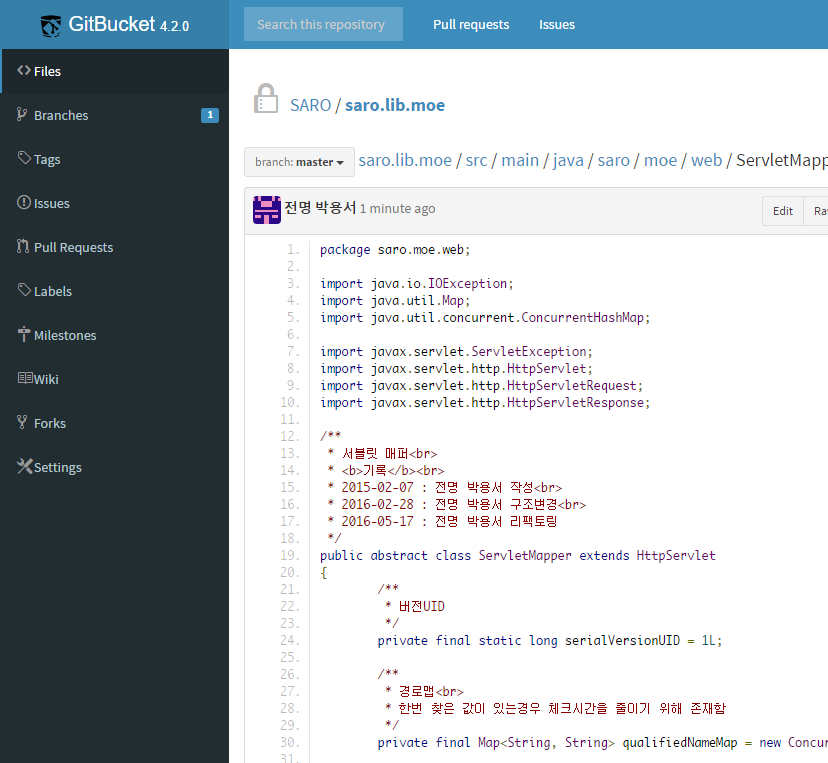 GitBucket 4.2.0
Search this repository
Pull requests
Issues
Files
Branches
1
Tags
Issues
Pull Requests
Labels
Milestones
Wiki
Forks
Settings
SARO / saro.lib.moe
branch: master
saro.lib.moe / src / main / java / saro / moe / web / ServletMapp
전명 박용서 1 minute ago
Edit
Ra
1. package saro.moe.web;
2.
3. import java.io.IOException;
4. import java.util.Map;
5. import java.util.concurrent.ConcurrentHashMap;
6.
7. import javax.servlet.ServletException;
8. import javax.servlet.http.HttpServlet;
9. import javax.servlet.http.HttpServletRequest;
10. import javax.servlet.http.HttpServletResponse;
11.
12. /**
13. * 서블릿 매퍼<br>
14. * <b>기록</b><br>
15. * 2015-02-07 : 전명 박용서 작성<br>
16. * 2016-02-28 : 전명 박용서 구조변경<br>
17. * 2016-05-17 : 전명 박용서 리팩토링
18. */
19. public abstract class ServletMapper extends HttpServlet
20. {
21. /**
22. * 버전UID
23. */
24. private final static long serialVersionUID = 1L;
25.
26. /**
27. * 경로맵<br>
28. * 한번 찾은 값이 있는경우 체크시간을 줄이기 위해 존재함
29. */
30. private final Map<String, String> qualifiedNameMap = new Concur
31.